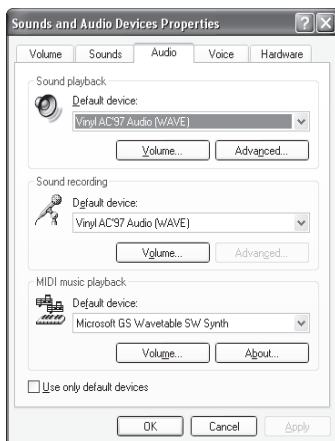 Sounds and Audio Devices Properties
Volume Sounds Audio Voice Hardware
Sound playback
Default device:
Vinyl AC'97 Audio (WAVE)
Volume... Advanced...
Sound recording
Default device:
Vinyl AC'97 Audio (WAVE)
Volume... Advanced...
MIDI music playback
Default device:
Microsoft GS Wavetable SW Synth
Volume... About...
Use only default devices
OK Cancel Apply